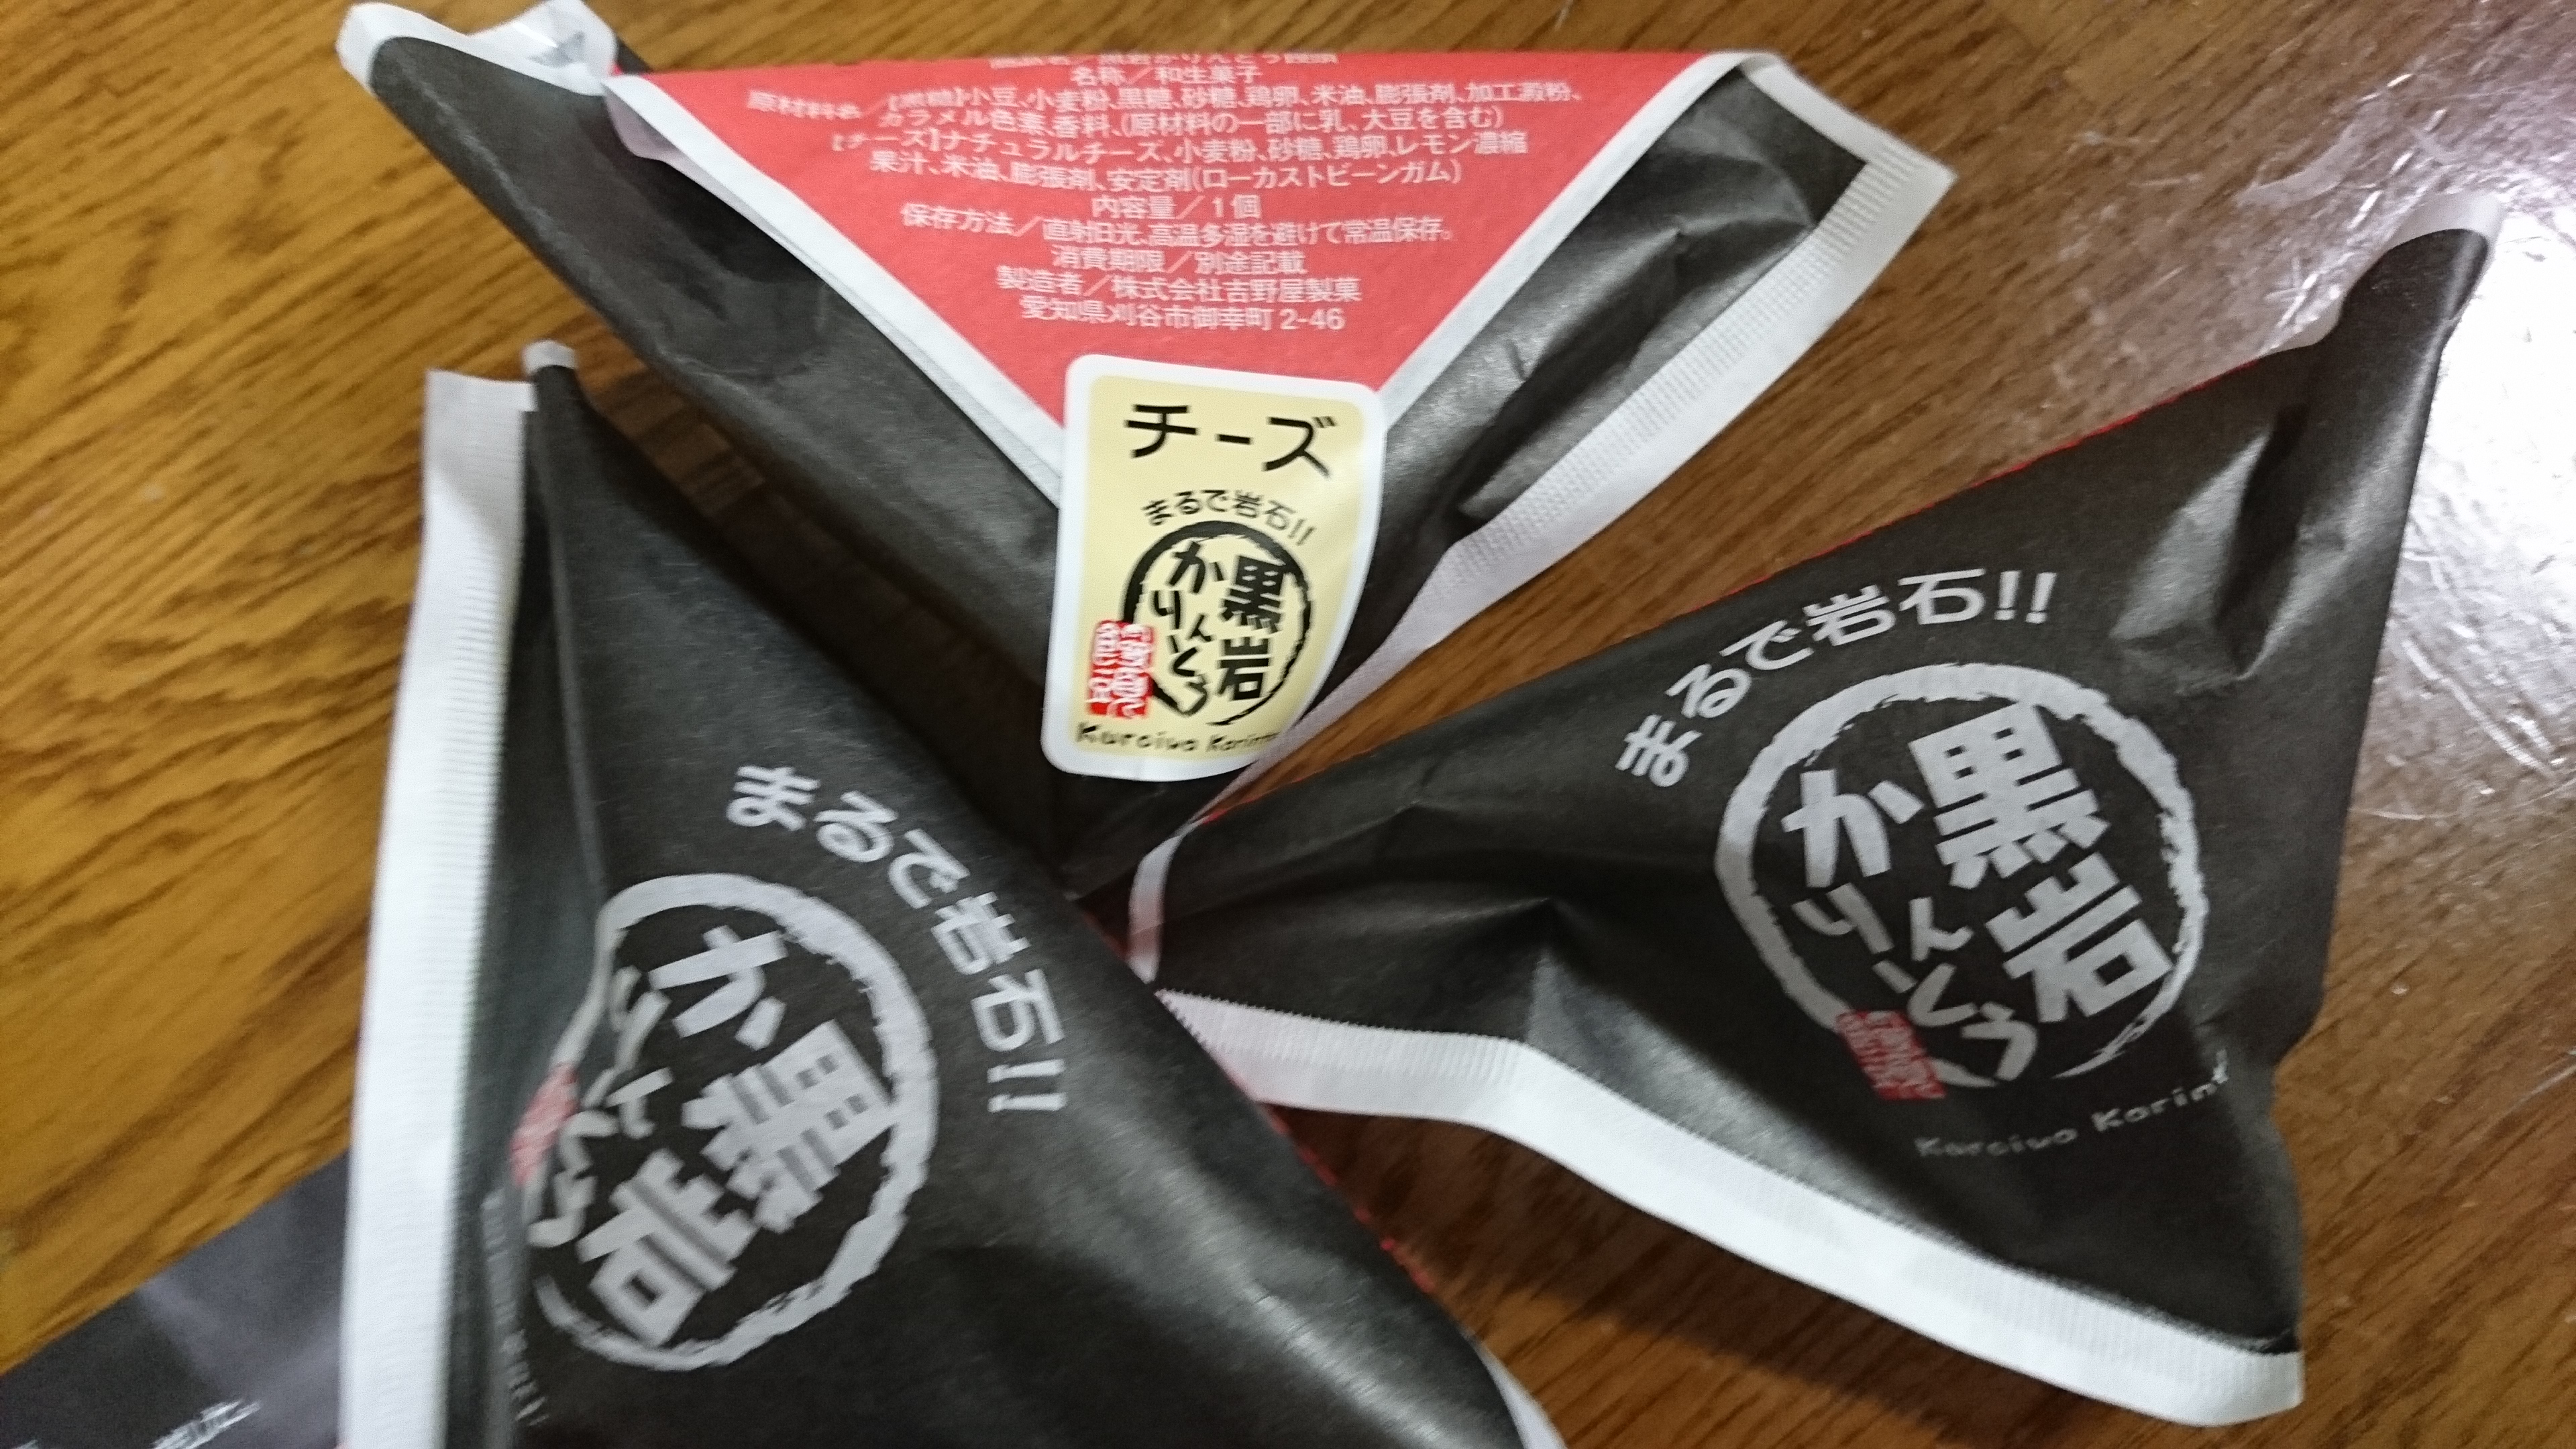 名称／和生菓子
原材料名／【黒糖】小豆、小麦粉、黒糖、砂糖、鶏卵、米油、膨張剤、加工澱粉、
カラメル色素、香料、(原材料の一部に乳、大豆を含む)
【チーズ】ナチュラルチーズ、小麦粉、砂糖、鶏卵、レモン濃縮
果汁、米油、膨張剤、安定剤(ローカストビーンガム)
内容量／1個
保存方法／直射日光、高温多湿を避けて常温保存。
消費期限／別途記載
製造者／株式会社吉野屋製菓
愛知県刈谷市御幸町 2-46
チーズ
まるで岩石!!
黒岩
かりんとう
Kuroiwa Karint
まるで岩石!!
黒岩
かりんとう
Kuroiwa Karint
まるで岩石!!
黒岩
かりんとう